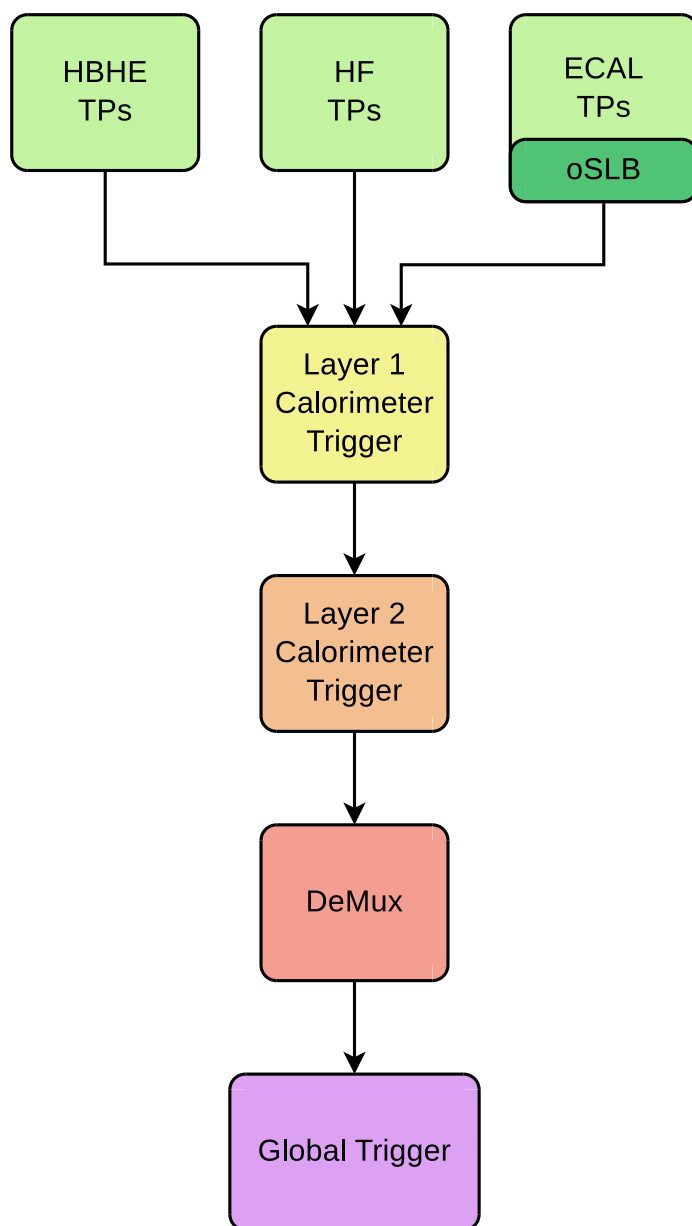 HBHE
TPs
HF
TPs
ECAL
TPs
oSLB
Layer 1
Calorimeter
Trigger
Layer 2
Calorimeter
Trigger
DeMux
Global Trigger